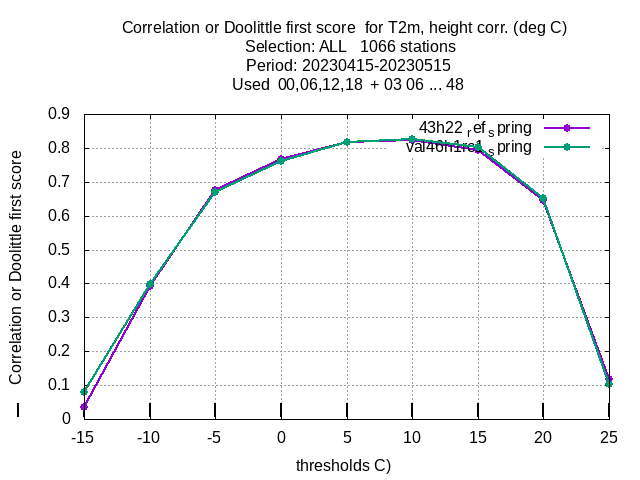 Correlation or Doolittle first score for T2m, height corr. (deg C)
Selection: ALL 1066 stations
Period: 20230415-20230515
Used 00,06,12,18 + 03 06 ... 48
43h22 ref spring
spring
Correlation or Doolittle first score
0.9
0.8
0.7
0.6
0.5
0.4
0.3
0.2
0.1
0
-15 -10 -5 0 5 10 15 20 25
thresholds C)